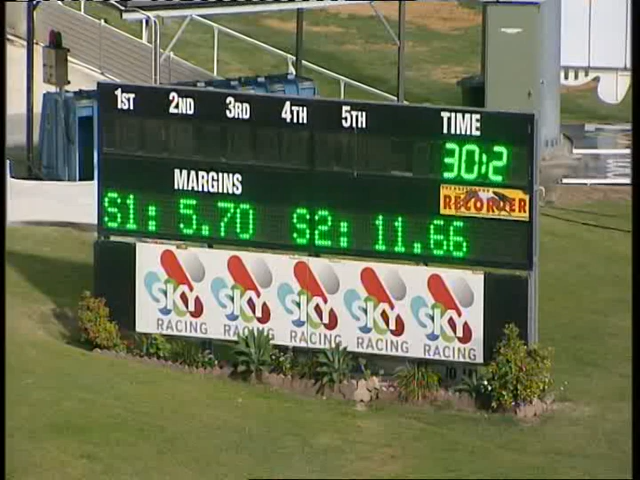 1ST 2ND 3RD 4TH 5TH TIME
30:2
MARGINS
RECORDER
S1: 5.70 S2: 11.66
SKY SKY SKY SKY SKY
RACING RACING RACING RACING RACING